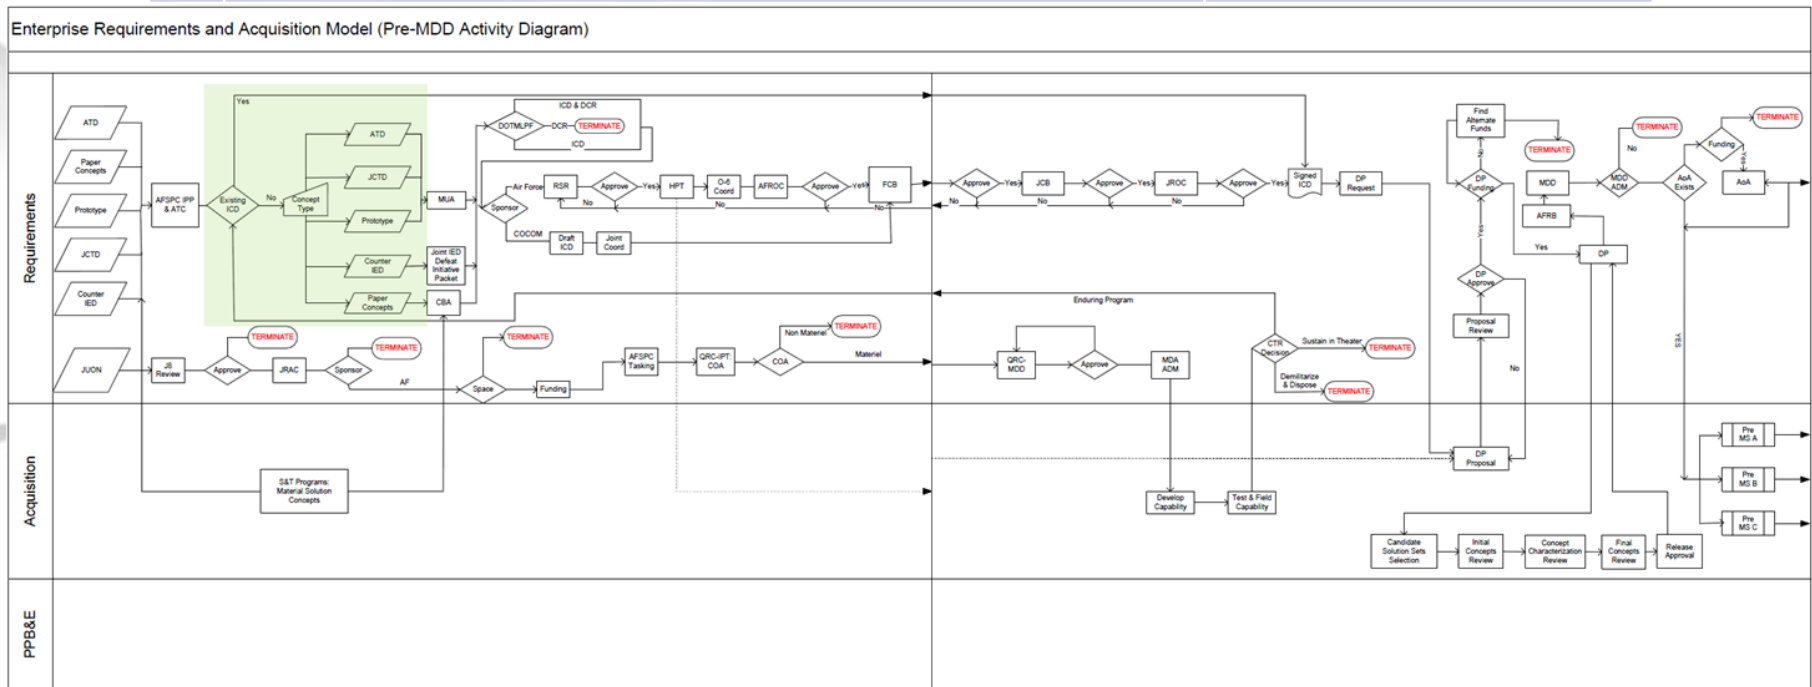 Enterprise Requirements and Acquisition Model (Pre-MDD Activity Diagram)
Requirements
ATD
Paper
Concepts
Prototype
JCTD
Counter
IED
JUON
AFSPC IPP
& ATC
Existing
ICD
Yes
No
Concept
Type
ATD
JCTD
Prototype
Counter
IED
Paper
Concepts
MUA
Joint IED
Defeat
Initiative
Packet
CBA
ICD & DCR
DOTMLPF
DCR
TERMINATE
ICD
Sponsor
Air Force
COCOM
RSR
Approve
Yes
No
HPT
O-6
Coord
AFROC
Approve
Yes
No
FCB
No
Draft
ICD
Joint
Coord
Approve
Yes
No
JCB
Approve
Yes
No
JROC
Approve
Yes
No
Signed
ICD
DP
Request
Find
Alternate
Funds
TERMINATE
No
DP
Funding
Yes
Yes
DP
Approve
No
Proposal
Review
MDD
AFRB
DP
MDD
ADM
No
TERMINATE
AoA
Exists
YES
Funding
TERMINATE
Yes
AoA
J8
Review
Approve
TERMINATE
JRAC
Sponsor
TERMINATE
AF
Space
TERMINATE
Funding
AFSPC
Tasking
QRC-IPT:
COA
COA
Non Materiel
TERMINATE
Materiel
Enduring Program
QRC-
MDD
Approve
MDA
ADM
CTR
Decision
Sustain in Theater
TERMINATE
Demilitarize
& Dispose
TERMINATE
Acquisition
S&T Programs:
Material Solution
Concepts
Develop
Capability
Test & Field
Capability
DP
Proposal
Candidate
Solution Sets
Selection
Initial
Concepts
Review
Concept
Characterization
Review
Final
Concepts
Review
Release
Approval
Pre
MS A
Pre
MS B
Pre
MS C
PPB&E